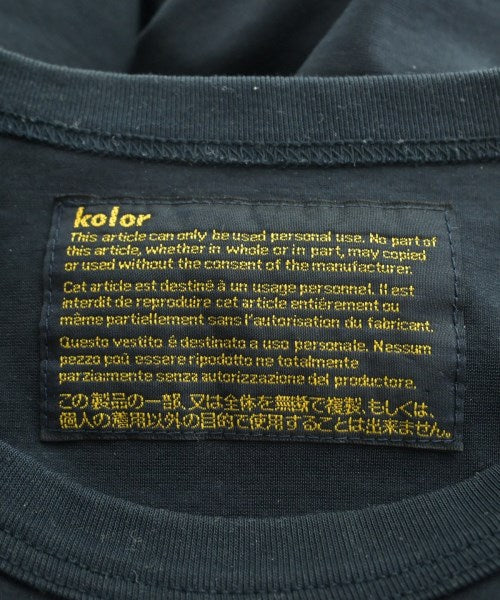 kolor
This article can only be used personal use. No part of
this article, whether in whole or in part, may copied
or used without the consent of the manufacturer.
Cet article est destiné à un usage personnel. Il est
interdit de reproduire cet article entiérement ou
même partiellement sans l'autorisation du fabricant.
Questo vestito é destinato a uso personale. Nessum
pezzo poú essere ripodotto ne totalmente
parziaimente senza autorizzazione del productore.
この製品の一部、又は全体を無断で複製、もしくは、
個人の着用以外の目的で使用することは出来ません。